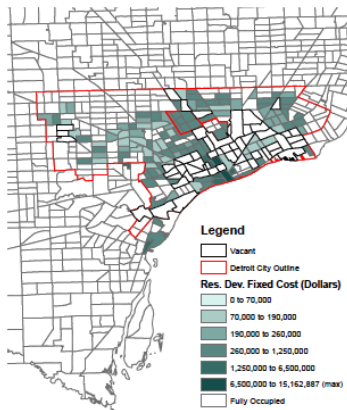 Legend
Vacant
Detroit City Outline
Res. Dev. Fixed Cost (Dollars)
0 to 70,000
70,000 to 190,000
190,000 to 260,000
260,000 to 1,250,000
1,250,000 to 6,500,000
6,500,000 to 15,162,887 (max)
Fully Occupied